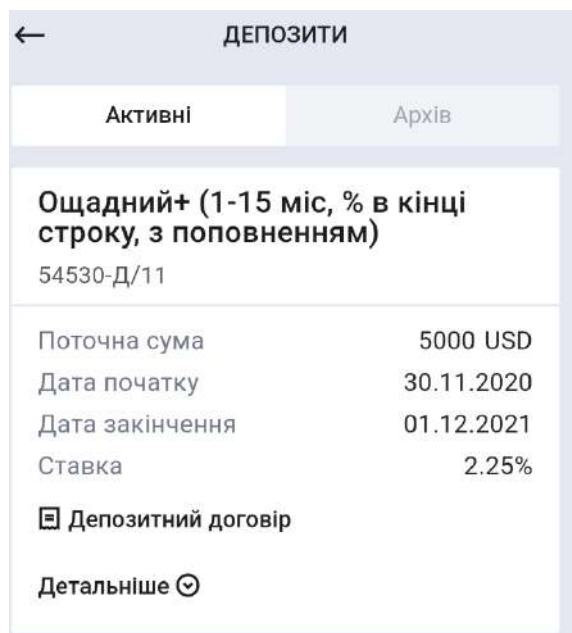 ДЕПОЗИТИ
Активні Архів
Ощадний+ (1-15 міс, % в кінці
строку, з поповненням)
54530-Д/11
Поточна сума 5000 USD
Дата початку 30.11.2020
Дата закінчення 01.12.2021
Ставка 2.25%
Депозитний договір
Детальніше